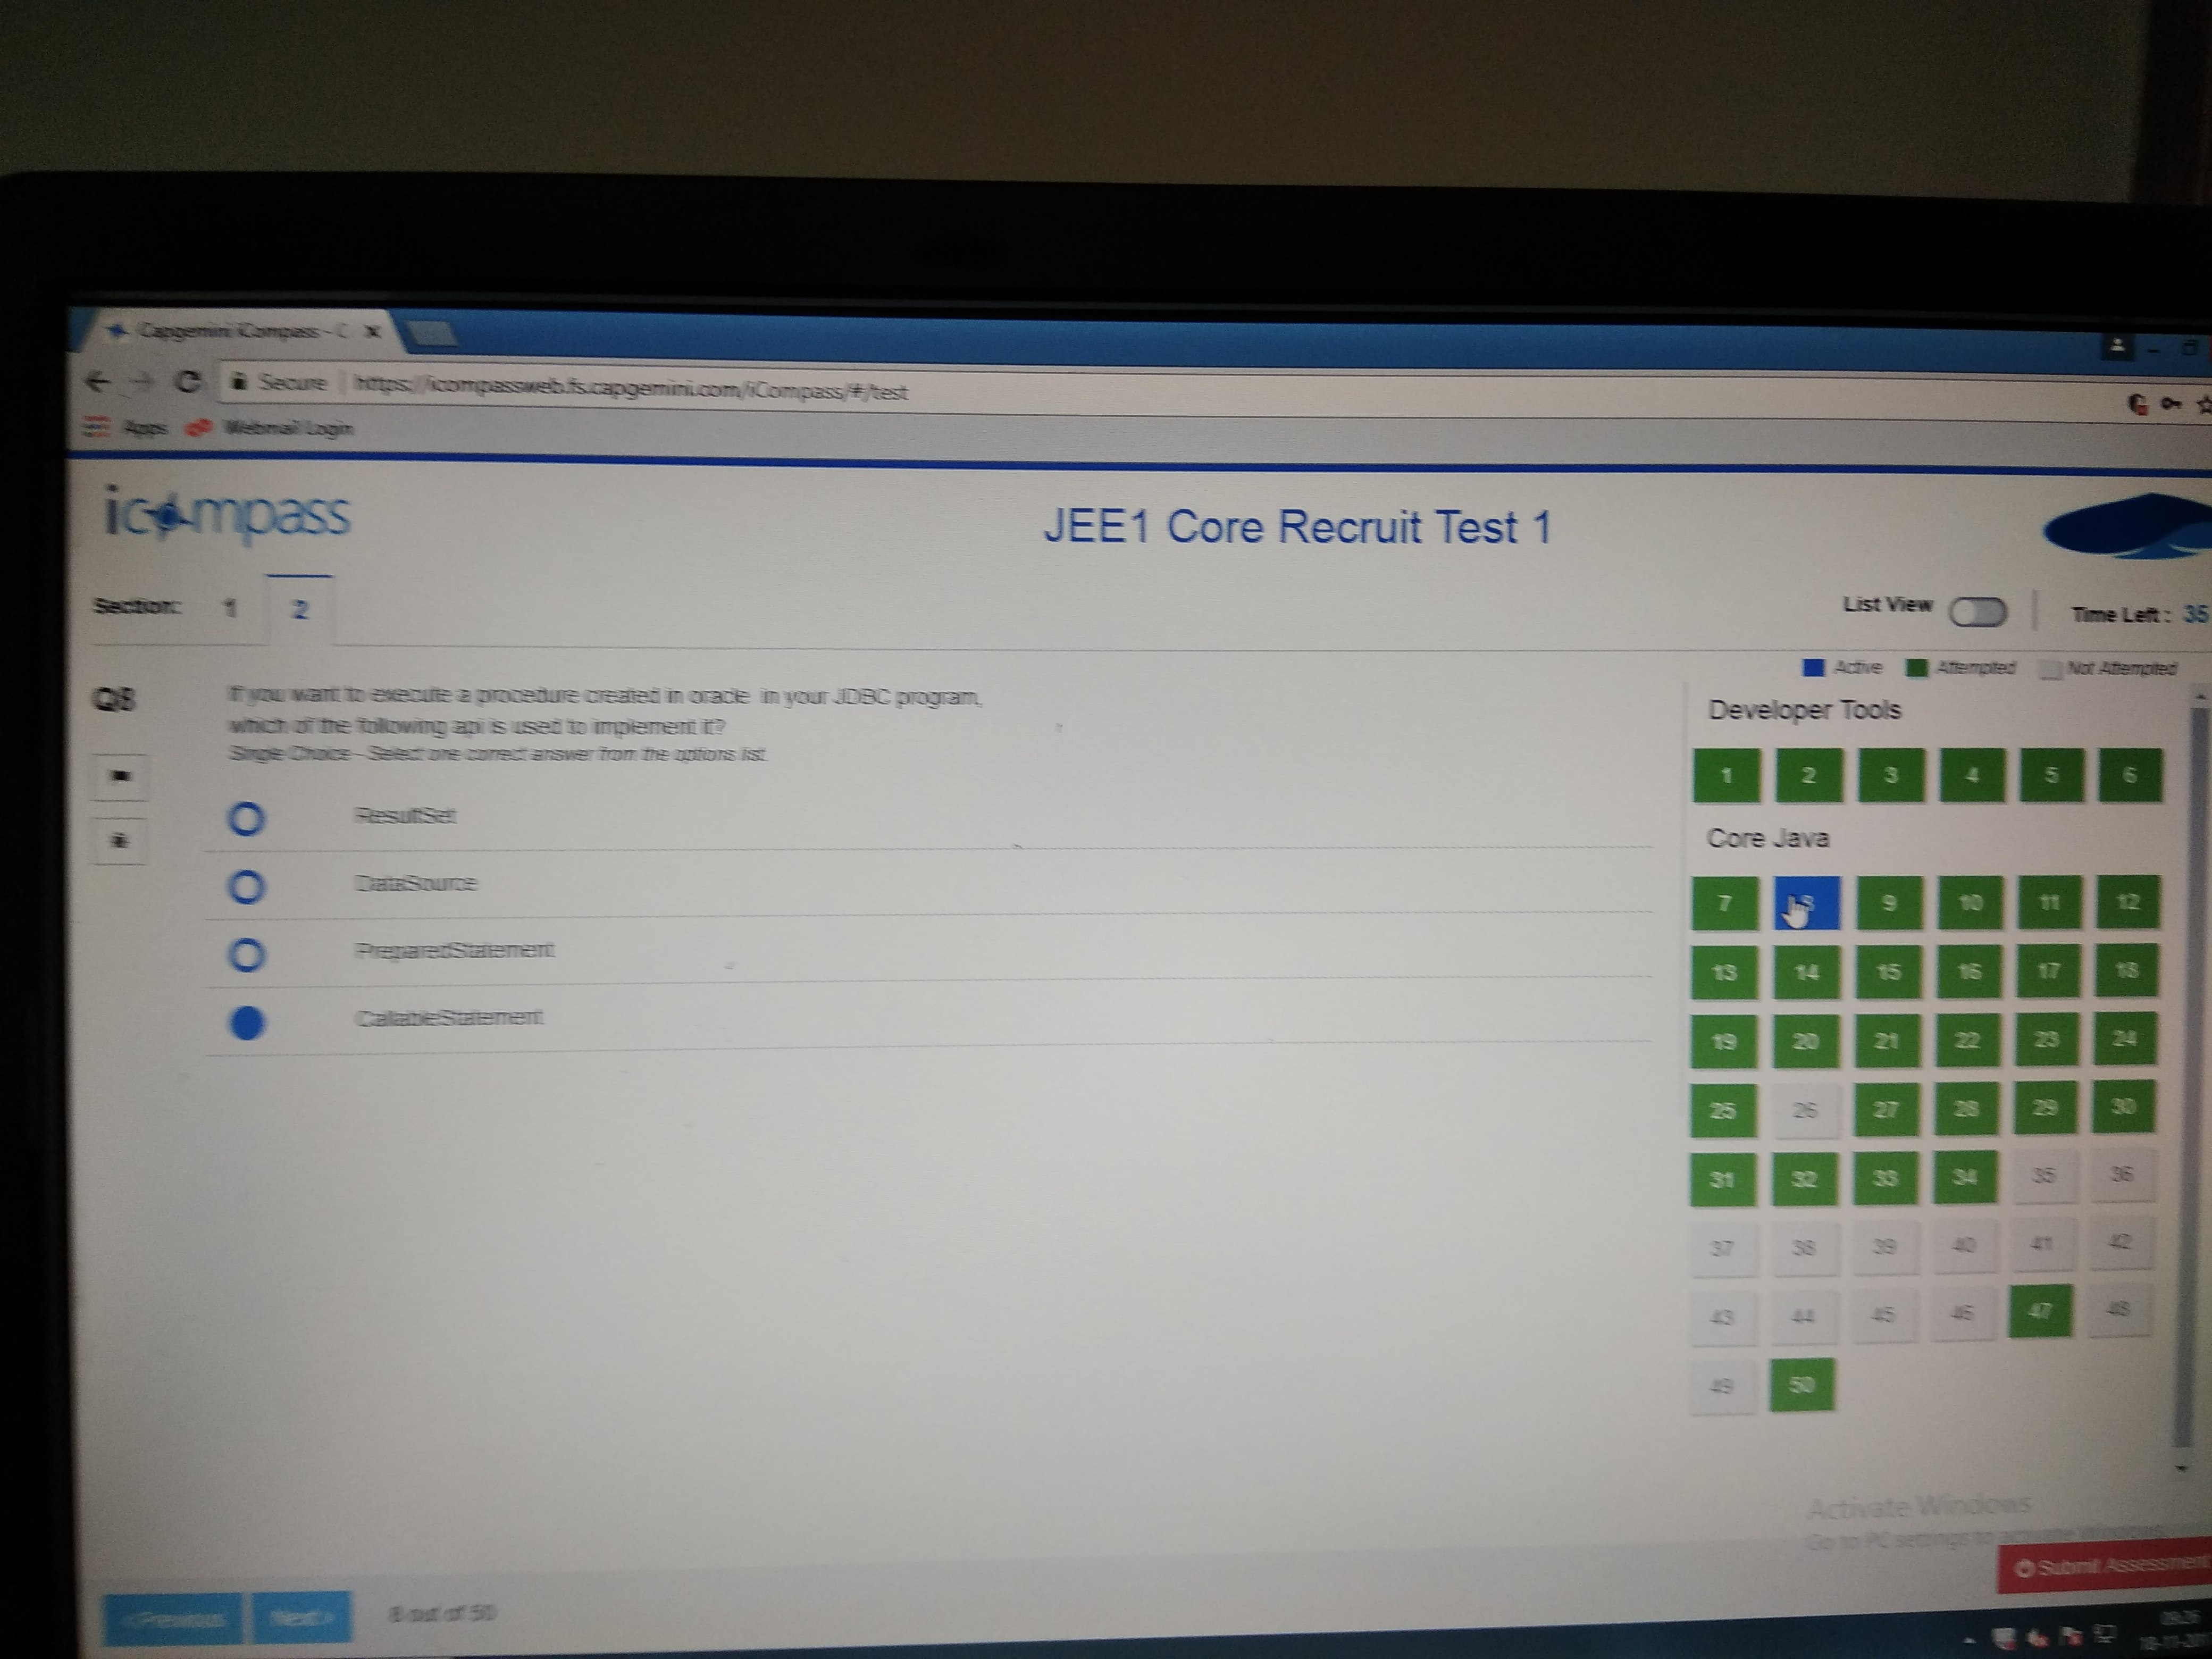 Capgemini iCompass - C
Secure | https://icompassweb.fs.capgemini.com/iCompass/#/test
Apps Webmail Login
icompass
JEE1 Core Recruit Test 1
Section: 1 2
List View
Time Left : 35
Active Attempted Not Attempted
Q8
If you want to execute a procedure created in oracle in your JDBC program,
which of the following api is used to implement it?
Single Choice - Select one correct answer from the options list.
ResultSet
DataSource
PreparedStatement
CallableStatement
Developer Tools
1 2 3 4 5 6
Core Java
7 8 9 10 11 12
13 14 15 16 17 18
19 20 21 22 23 24
25 26 27 28 29 30
31 32 33 34 35 36
37 38 39 40 41 42
43 44 45 46 47 48
49 50
Activate Windows
Go to PC settings to activate Windows.
Submit Assessment
< Previous Next > 8 out of 50
09:26
18-11-201